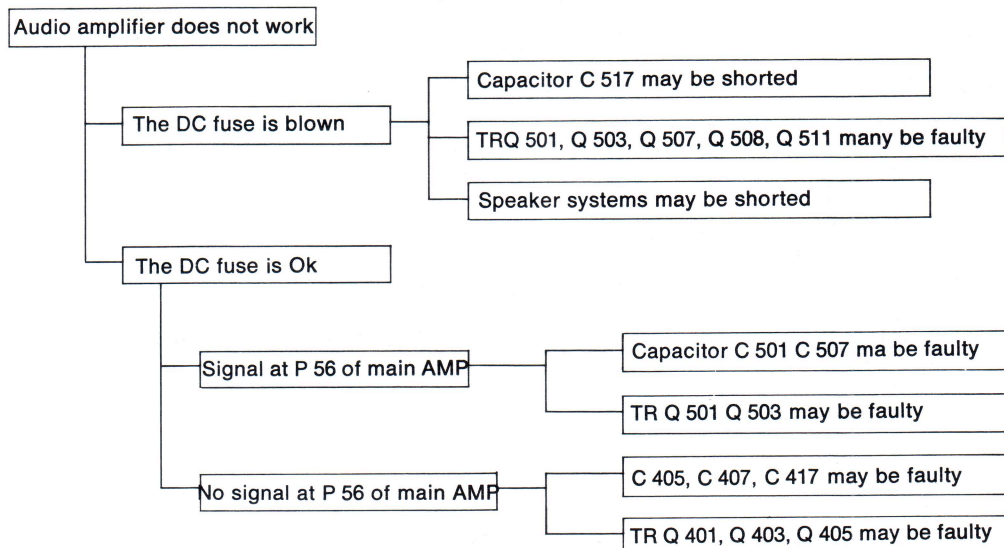 Audio amplifier does not work
Capacitor C 517 may be shorted
The DC fuse is blown
TRQ 501, Q 503, Q 507, Q 508, Q 511 many be faulty
Speaker systems may be shorted
The DC fuse is Ok
Capacitor C 501 C 507 ma be faulty
Signal at P 56 of main AMP
TR Q 501 Q 503 may be faulty
C 405, C 407, C 417 may be faulty
No signal at P 56 of main AMP
TR Q 401, Q 403, Q 405 may be faulty